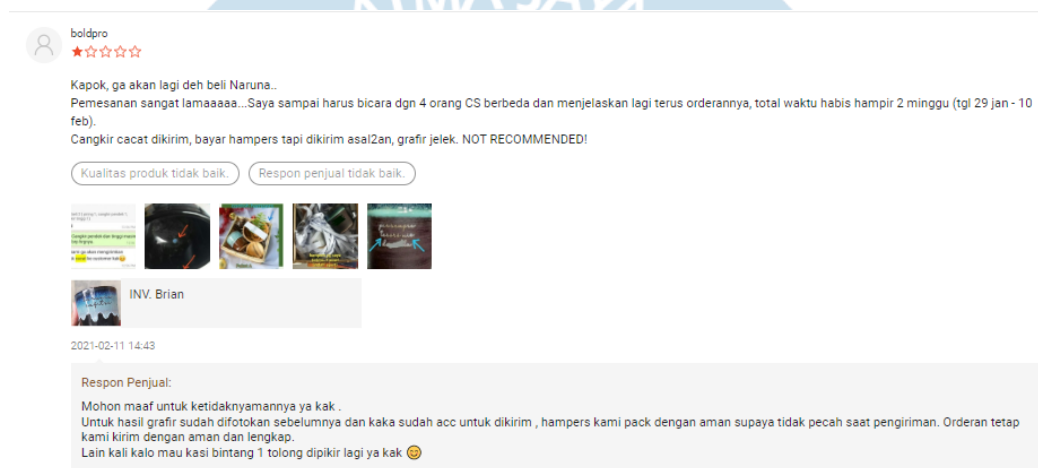 boldpro
Kapok, ga akan lagi deh beli Naruna..
Pemesanan sangat lamaaaaa...Saya sampai harus bicara dgn 4 orang CS berbeda dan menjelaskan lagi terus orderannya, total waktu habis hampir 2 minggu (tgl 29 jan - 10
feb).
Cangkir cacat dikirim, bayar hampers tapi dikirim asal2an, grafir jelek. NOT RECOMMENDED!
Kualitas produk tidak baik. Respon penjual tidak baik.
INV. Brian
2021-02-11 14:43
Respon Penjual:
Mohon maaf untuk ketidaknyamannya ya kak .
Untuk hasil grafir sudah difotokan sebelumnya dan kaka sudah acc untuk dikirim , hampers kami pack dengan aman supaya tidak pecah saat pengiriman. Orderan tetap
kami kirim dengan aman dan lengkap.
Lain kali kalo mau kasi bintang 1 tolong dipikir lagi ya kak 😊